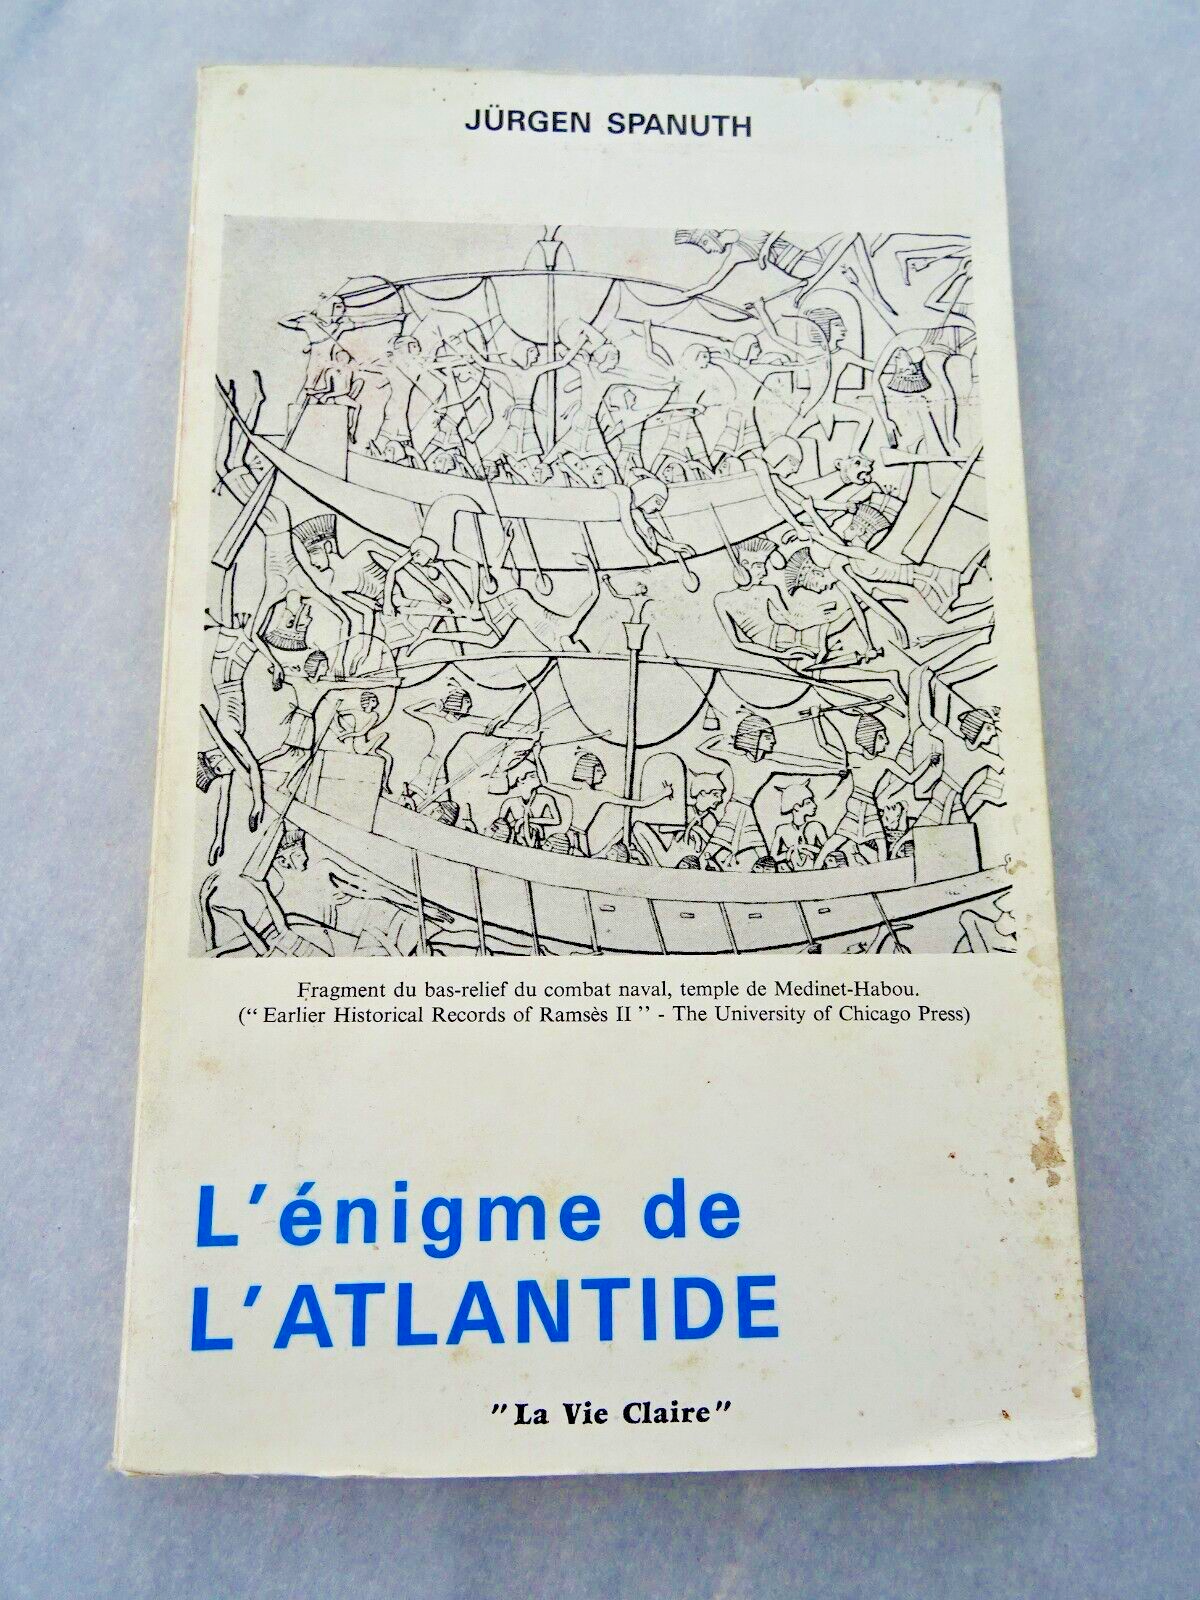 JÜRGEN SPANUTH
Fragment du bas-relief du combat naval, temple de Medinet-Habou.
(“ Earlier Historical Records of Ramsès II ” - The University of Chicago Press)
L'énigme de
L'ATLANTIDE
"La Vie Claire"